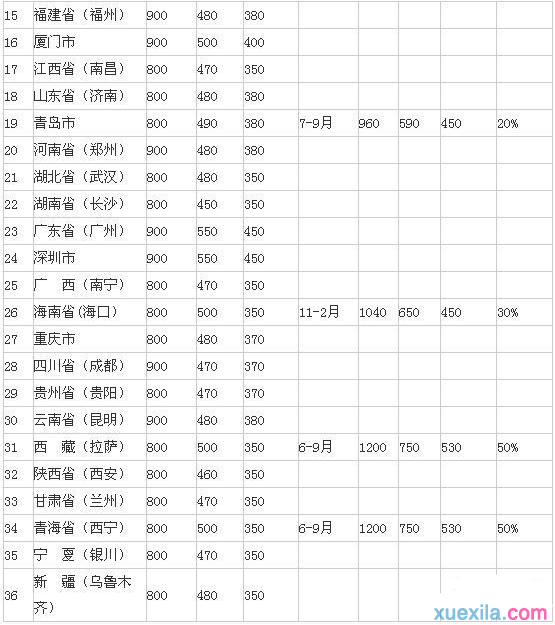 15 福建省（福州） 900 480 380
16 厦门市 900 500 400
17 江西省（南昌） 800 470 350
18 山东省（济南） 800 480 380
19 青岛市 800 490 380 7-9月 960 590 450 20%
20 河南省（郑州） 900 480 380
21 湖北省（武汉） 800 480 350
22 湖南省（长沙） 800 450 350
23 广东省（广州） 900 550 450
24 深圳市 900 550 450
25 广　西（南宁） 800 470 350
26 海南省(海口） 800 500 350 11-2月 1040 650 450 30%
27 重庆市 800 480 370
28 四川省（成都） 900 470 370
29 贵州省（贵阳） 800 470 370
30 云南省（昆明） 900 480 380
31 西　藏（拉萨） 800 500 350 6-9月 1200 750 530 50%
32 陕西省（西安） 800 460 350
33 甘肃省（兰州） 800 470 350
34 青海省（西宁） 800 500 350 6-9月 1200 750 530 50%
35 宁　夏（银川） 800 470 350
36 新　疆（乌鲁木
齐） 800 480 350
xuexila.com